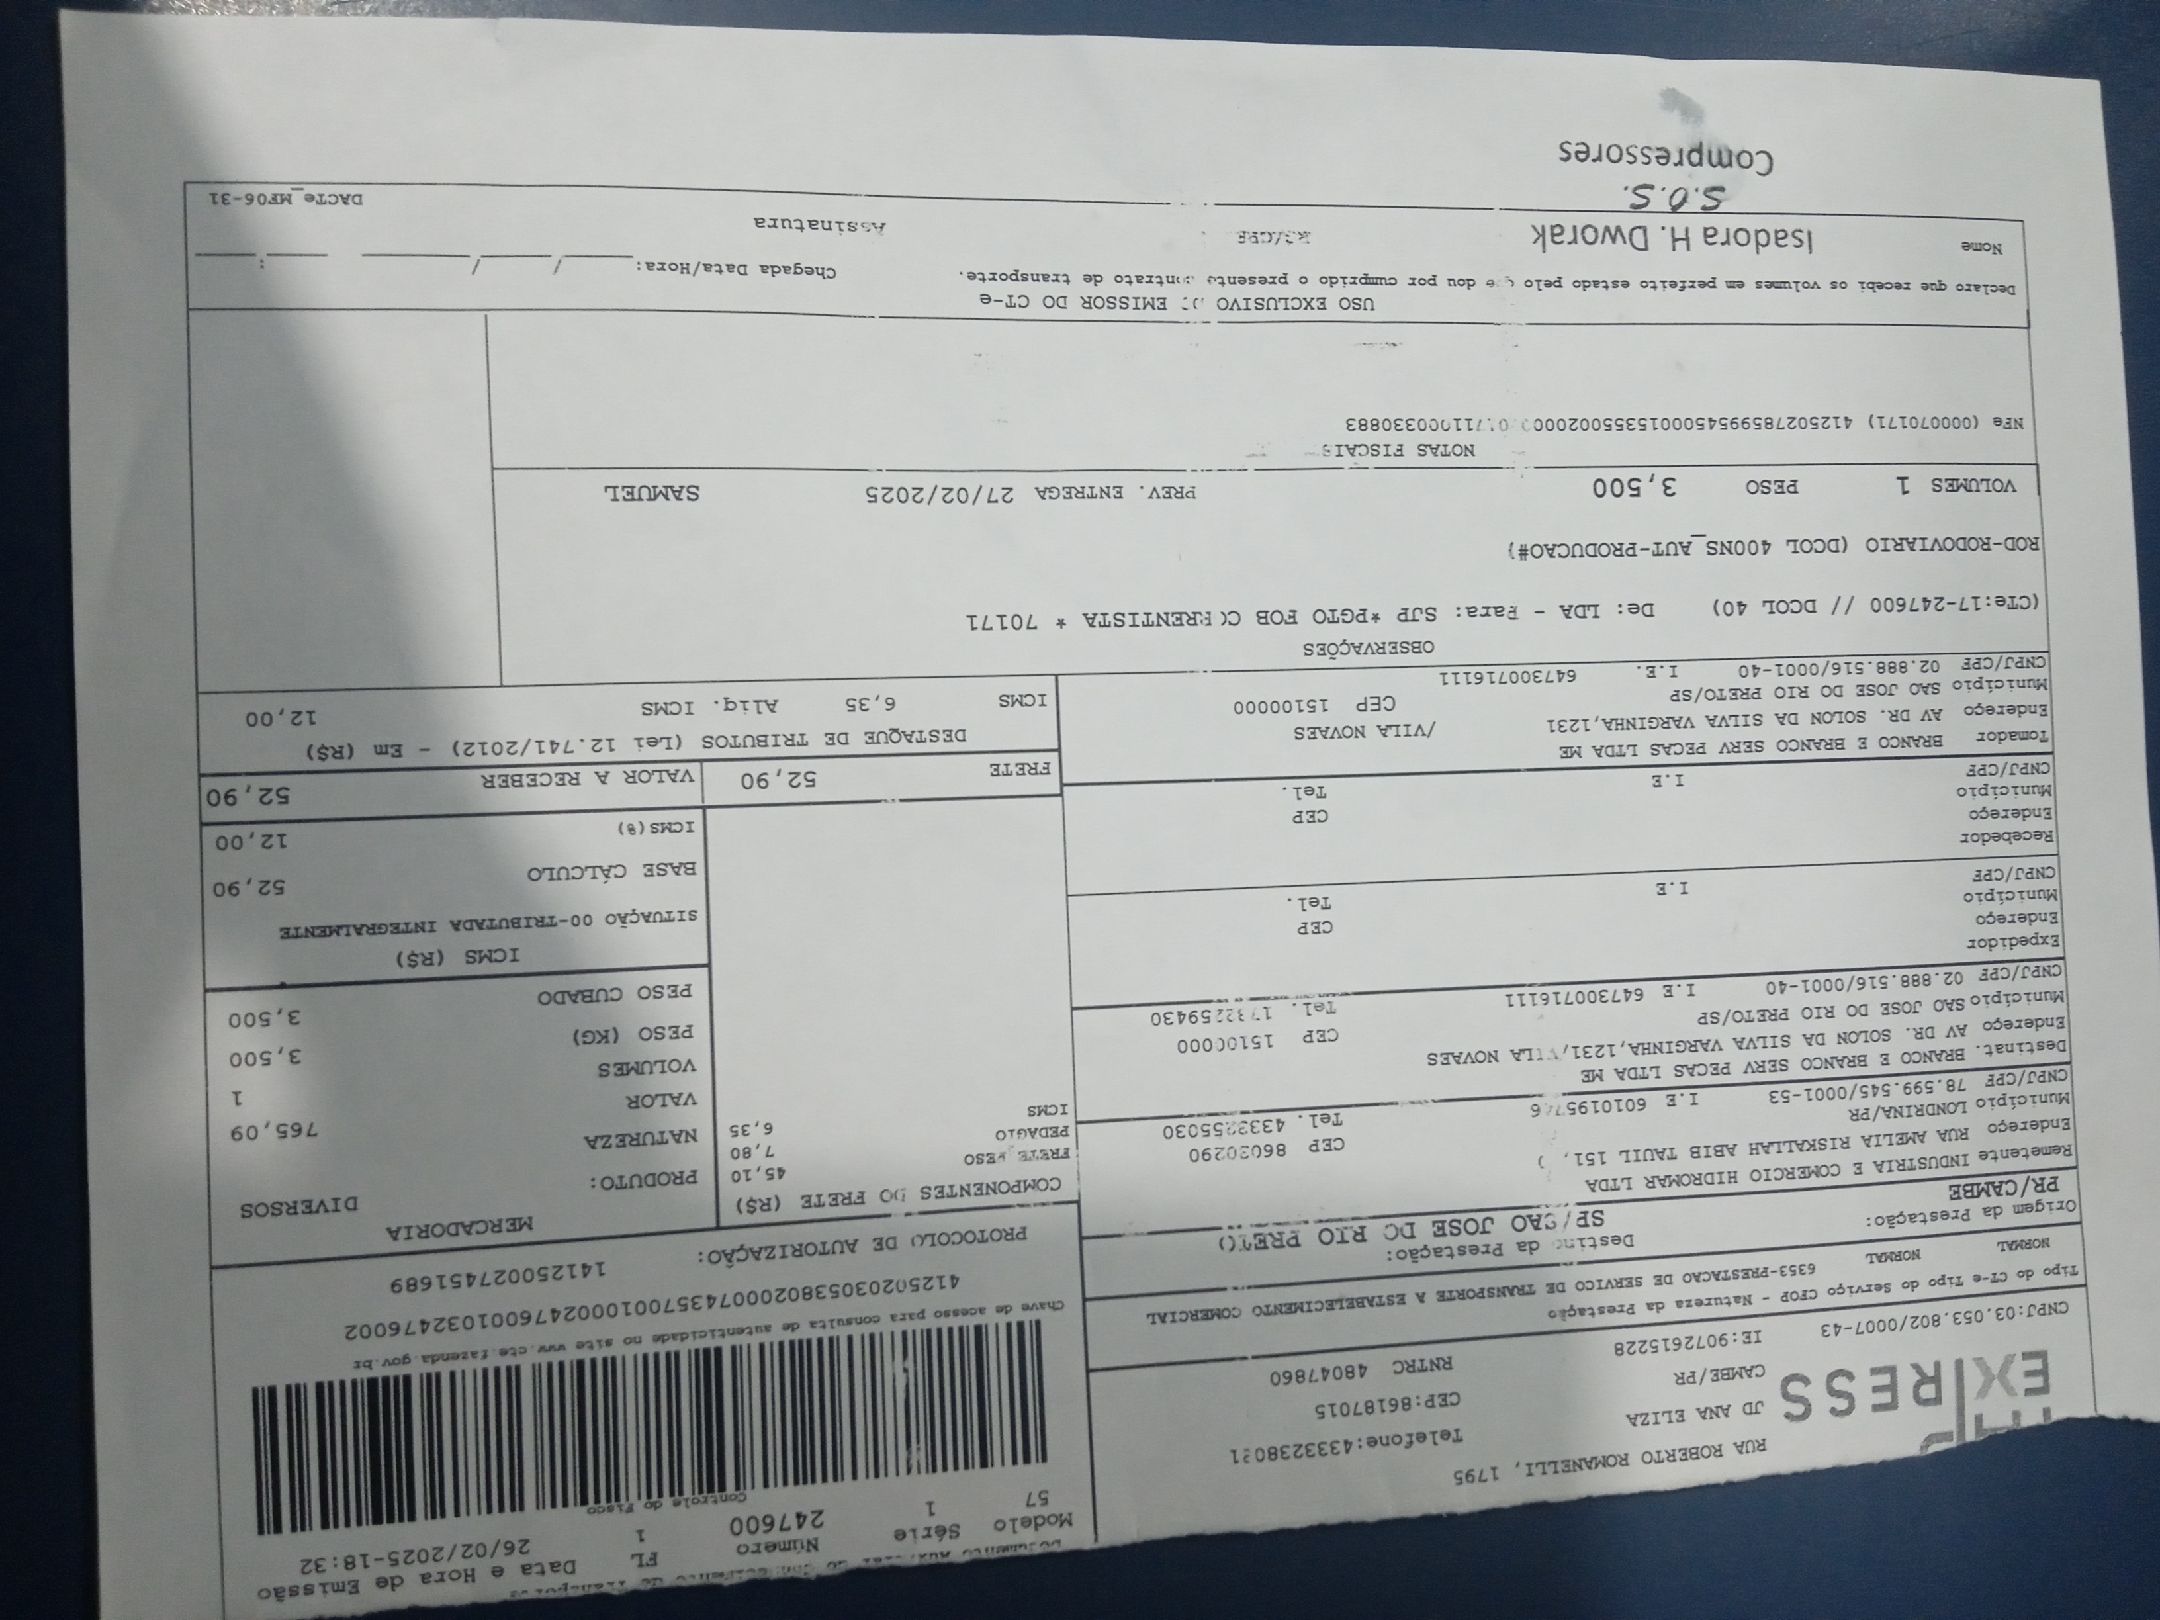 Documento Auxiliar do Conhecimento de Transporte
Modelo Série Número FL Data e Hora de Emissão
57 1 247600 1 26/02/2025-18:32
Controle do Fisco
EXPRESS
RUA ROBERTO ROMANELLI, 1795
JD ANA ELIZA
CAMBE/PR
CEP:86187015
RNTRC 48047860
CNPJ:03.053.802/0007-43 IE:9072615228
Chave de acesso para consulta de autenticidade no site www.cte.fazenda.gov.br
41250203053802000743570010002476001032476002
PROTOCOLO DE AUTORIZAÇÃO: 141250027451689
Tipo do CT-e Tipo do Serviço CFOP - Natureza da Prestação
NORMAL NORMAL 6353-PRESTACAO DE SERVICO DE TRANSPORTE A ESTABELECIMENTO COMERCIAL
Origem da Prestação: Destino da Prestação:
PR/CAMBE SP/SAO JOSE DO RIO PRETO
Remetente INDUSTRIA E COMERCIO HIDROMAR LTDA
Endereço RUA AMELIA RISKALLAH ABIB TAUIL 151,
Município LONDRINA/PR CEP 86030290
CNPJ/CPF 78.599.545/0001-53 I.E Tel. 4333255030
Destinat. BRANCO E BRANCO SERV PECAS LTDA ME
Endereço AV DR. SOLON DA SILVA VARGINHA,1231,VILA NOVAES
Município SAO JOSE DO RIO PRETO/SP CEP 15100000
CNPJ/CPF 02.888.516/0001-40 I.E 647300716111 Tel.
Expedidor
Endereço
Município CEP
CNPJ/CPF I.E Tel.
Recebedor
Endereço
Município CEP
CNPJ/CPF I.E Tel.
Tomador BRANCO E BRANCO SERV PECAS LTDA ME
Endereço AV DR. SOLON DA SILVA VARGINHA,1231 /VILA NOVAES
Município SAO JOSE DO RIO PRETO/SP CEP 15100000
CNPJ/CPF 02.888.516/0001-40 I.E. 647300716111
COMPONENTES DO FRETE (R$)
FRETE PESO 45,10
PEDAGIO 7,80
ICMS 6,35
MERCADORIA
PRODUTO: DIVERSOS
NATUREZA
VALOR 765,09
VOLUMES 1
PESO (KG) 3,500
PESO CUBADO 3,500
ICMS (R$)
SITUAÇÃO 00-TRIBUTADA INTEGRALMENTE
BASE CÁLCULO 52,90
ICMS(%) 12,00
FRETE 52,90 VALOR A RECEBER 52,90
DESTAQUE DE TRIBUTOS (Lei 12.741/2012) - Em (R$)
ICMS 6,35 Aliq. ICMS 12,00
OBSERVAÇÕES
(CTe:17-247600 // DCOL 40) De: LDA - Para: SJP *PGTO FOB CORRENTISTA * 70171
ROD-RODOVIARIO (DCOL 400NS_AUT-PRODUCAO#)
VOLUMES 1 PESO 3,500 PREV. ENTREGA 27/02/2025 SAMUEL
NOTAS FISCAIS
NFe (000070171)
USO EXCLUSIVO DO EMISSOR DO CT-e
Declaro que recebi os volumes em perfeito estado pelo que dou por cumprido o presente contrato de transporte.
Chegada Data/Hora: ____/____/____ ____:____
Nome Isadora H. Dworak RG/CPF Assinatura
DACTe_MF06-31
S.O.S.
Compressores